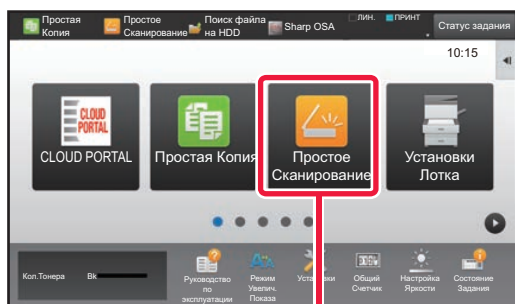 Простая
Копия
Простое
Сканирование
Поиск файла
на HDD
Sharp OSA
ЛИН.
ПРИНТ
Статус задания
10:15
CLOUD
PORTAL
CLOUD PORTAL
Простая Копия
Простое
Сканирование
Установки
Лотка
Кол.Тонера
Bk
Руководство
по
эксплуатации
Режим
Увелич.
Показа
Установки
Общий
Счетчик
Настройка
Яркости
Состояние
Задания